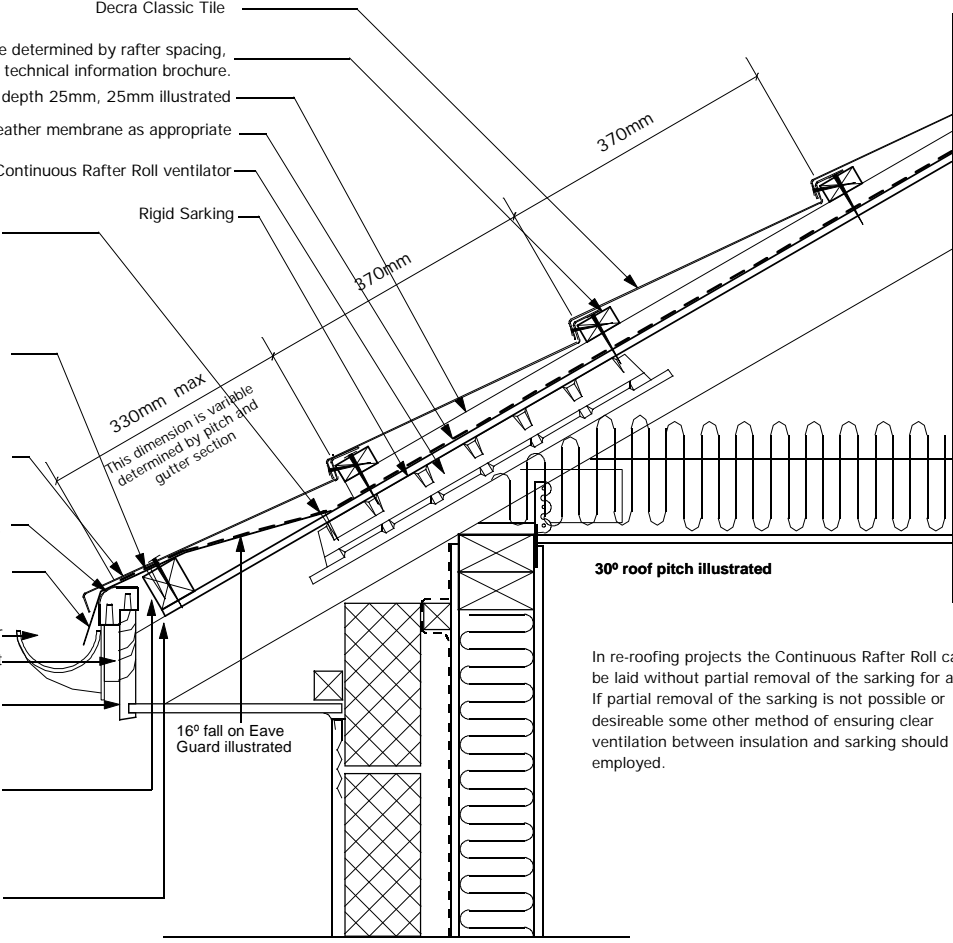 Decra Classic Tile
determined by rafter spacing,
technical information brochure.
depth 25mm, 25mm illustrated
membrane as appropriate
Continuous Rafter Roll ventilator
Rigid Sarking
370mm
370mm
330mm max
This dimension is variable
determined by pitch and
gutter section
30º roof pitch illustrated
16º fall on Eave
Guard illustrated
In re-roofing projects the Continuous Rafter Roll
be laid without partial removal of the sarking for
If partial removal of the sarking is not possible or
desireable some other method of ensuring clear
ventilation between insulation and sarking should
employed.